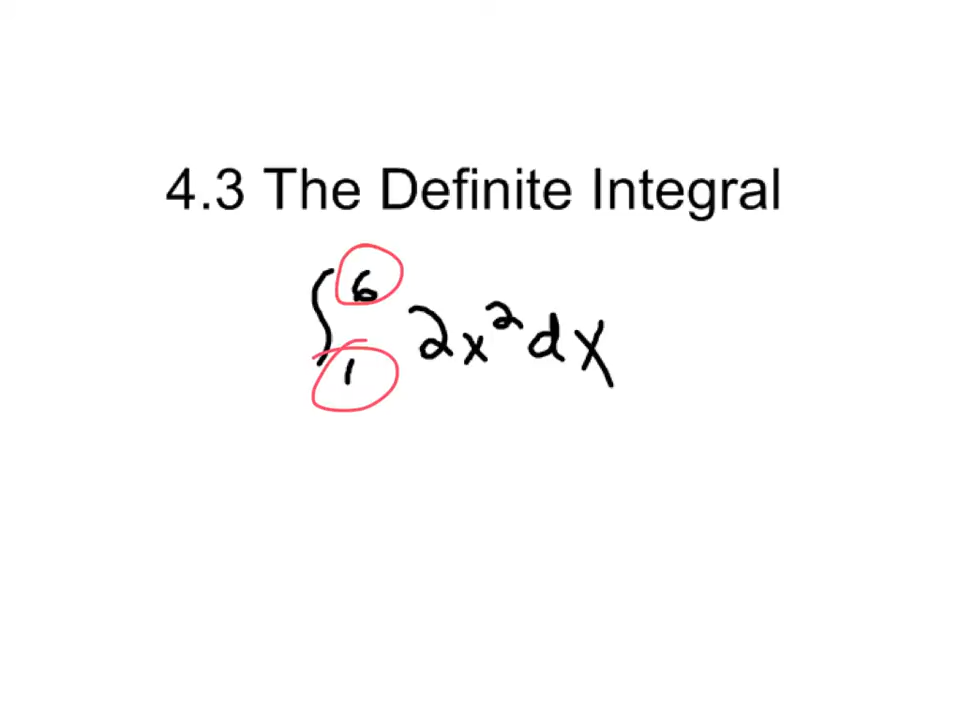 4.3 The Definite Integral
∫₁⁶ 2x² dx